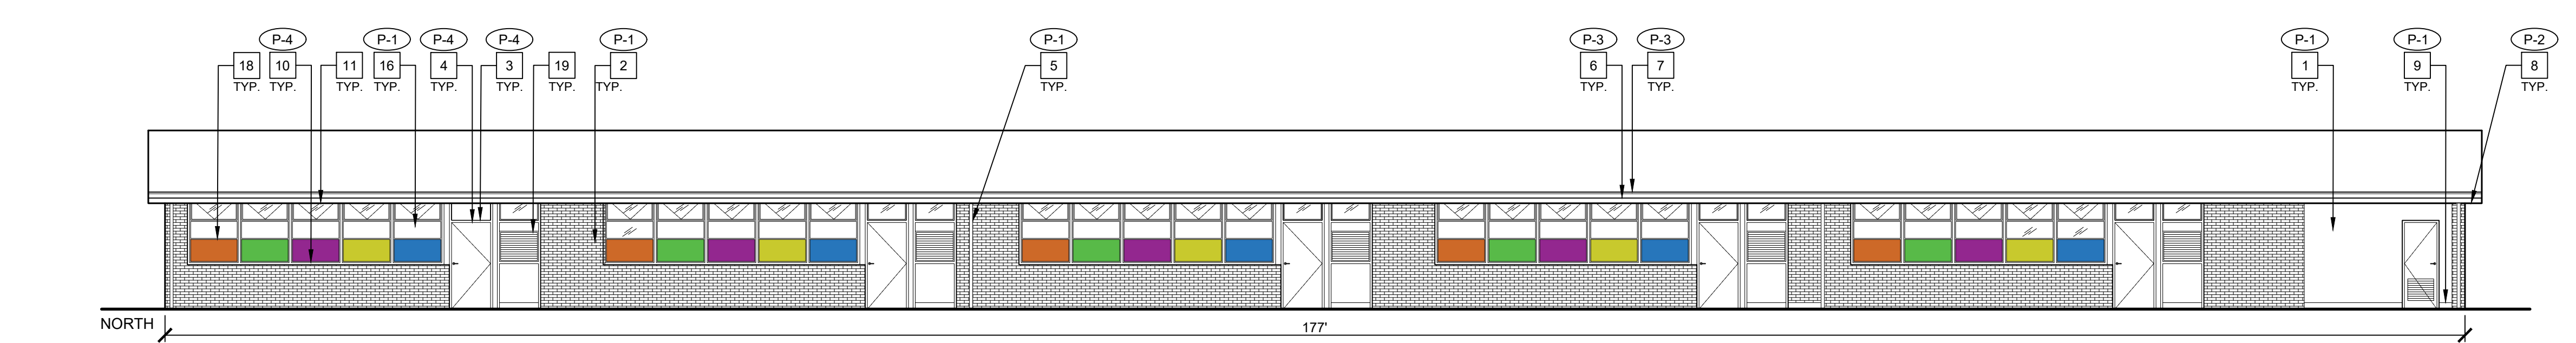 P-4 P-1 P-4 P-4 P-1 P-1 P-3 P-3 P-1 P-1 P-2
18 10 11 16 4 3 19 2 5 6 7 1 9 8
TYP. TYP. TYP. TYP. TYP. TYP. TYP. TYP. TYP. TYP. TYP. TYP. TYP. TYP.
NORTH
177'